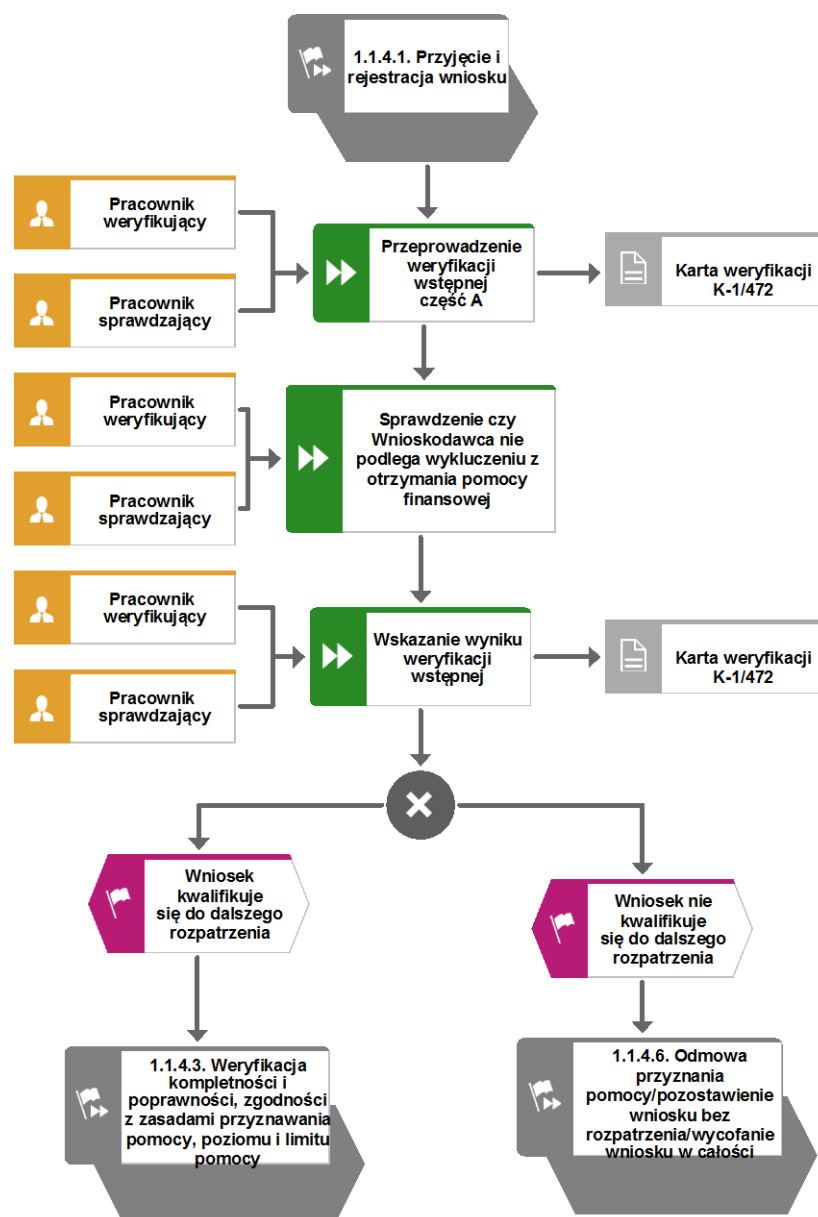 1.1.4.1. Przyjęcie i
rejestracja wniosku
Pracownik
weryfikujący
Pracownik
sprawdzający
Przeprowadzenie
weryfikacji
wstępnej
część A
Karta weryfikacji
K-1/472
Pracownik
weryfikujący
Pracownik
sprawdzający
Sprawdzenie czy
Wnioskodawca nie
podlega wykluczeniu z
otrzymania pomocy
finansowej
Pracownik
weryfikujący
Pracownik
sprawdzający
Wskazanie wyniku
weryfikacji
wstępnej
Karta weryfikacji
K-1/472
Wniosek
kwalifikuje
się do dalszego
rozpatrzenia
Wniosek nie
kwalifikuje
się do dalszego
rozpatrzenia
1.1.4.3. Weryfikacja
kompletności i
poprawności, zgodności
z zasadami przyznawania
pomocy, poziomu i limitu
pomocy
1.1.4.6. Odmowa
przyznania
pomocy/pozostawienie
wniosku bez
rozpatrzenia/wycofanie
wniosku w całości